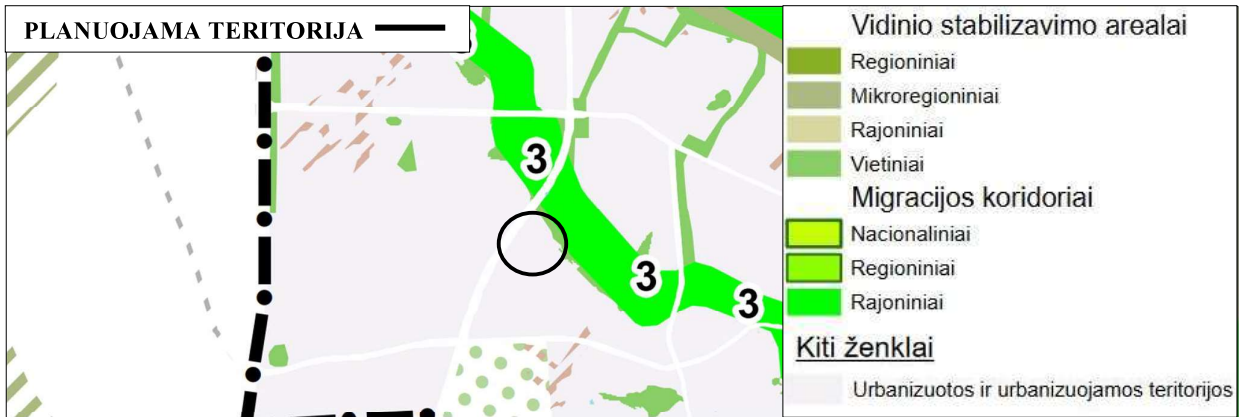 PLANUOJAMA TERITORIJA
3
3
3
Vidinio stabilizavimo arealai
Regioniniai
Mikroregioniniai
Rajoniniai
Vietiniai
Migracijos koridoriai
Nacionaliniai
Regioniniai
Rajoniniai
Kiti ženklai
Urbanizuotos ir urbanizuojamos teritorijos